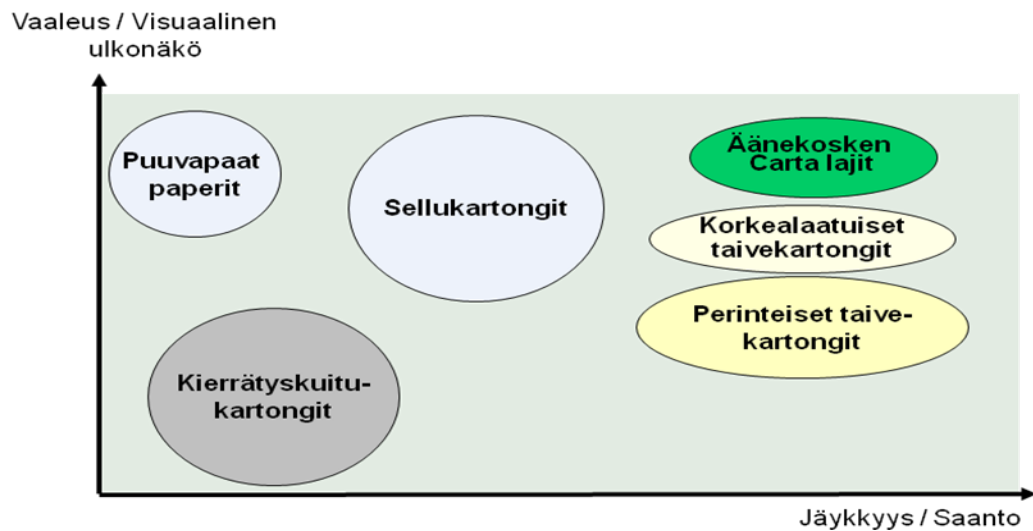 Vaaleus / Visuaalinen
ulkonäkö
Puuvapaat
paperit
Sellukartongit
Äänekosken
Carta lajit
Korkealaatuiset
taivekartongit
Perinteiset taive-
kartongit
Kierrätyskuitu-
kartongit
Jäykkyys / Saanto